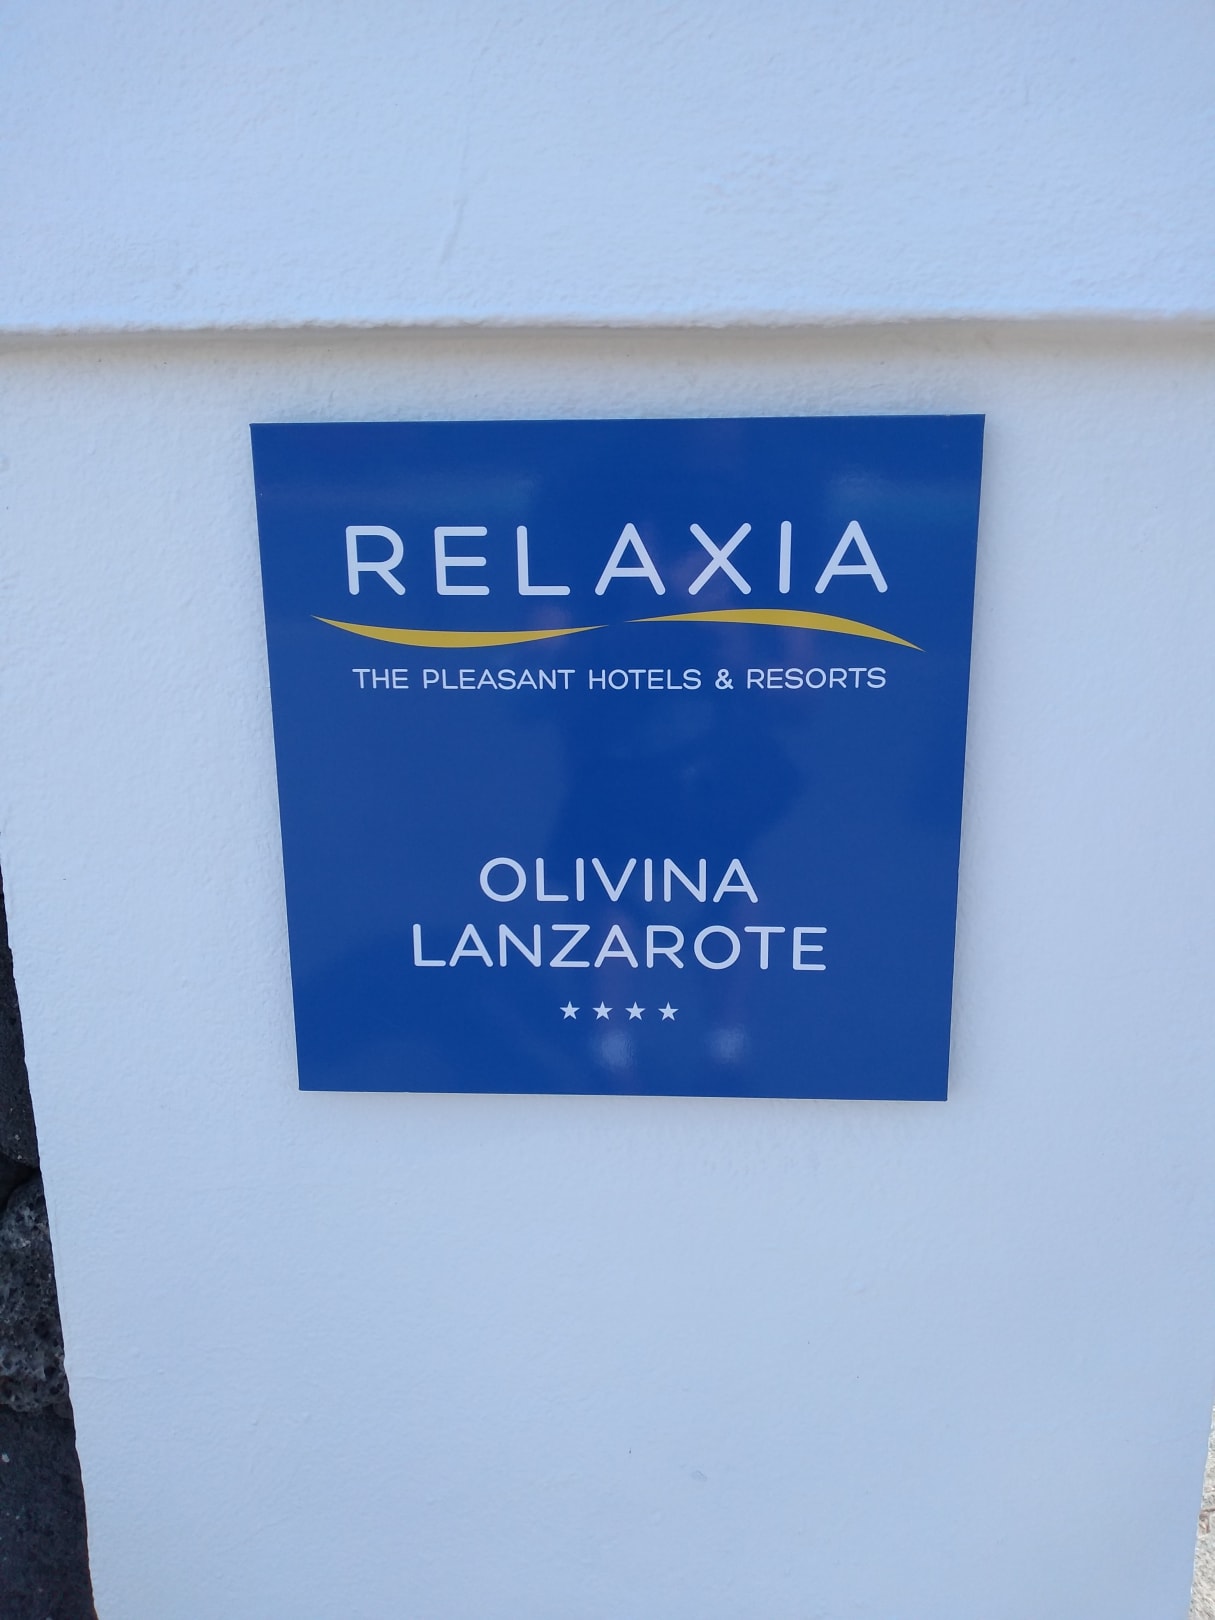 RELAXIA
THE PLEASANT HOTELS & RESORTS
OLIVINA
LANZAROTE
★★★★